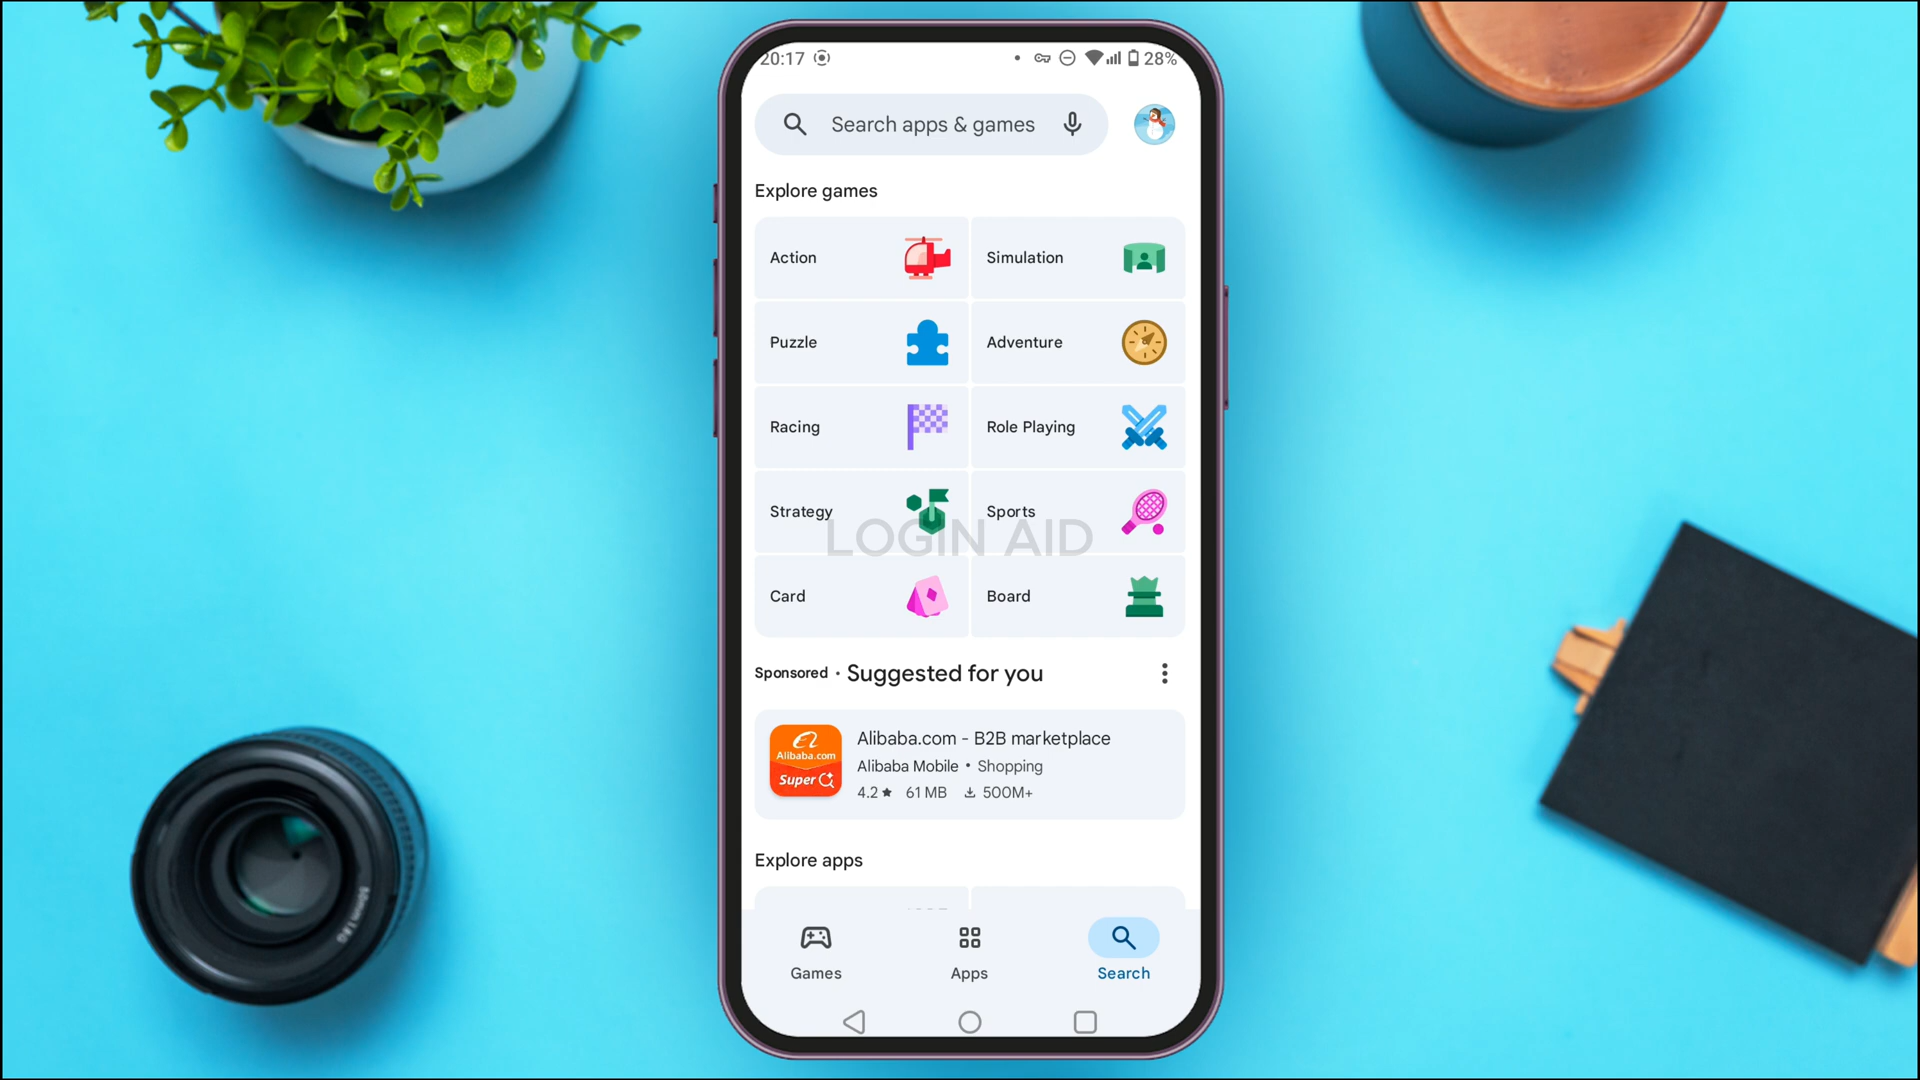 20:17 28%
Search apps & games
Explore games
Action Simulation
Puzzle Adventure
Racing Role Playing
Strategy Sports
LOGIN AID
Card Board
Sponsored • Suggested for you
Alibaba.com
Super
Alibaba.com - B2B marketplace
Alibaba Mobile • Shopping
4.2★ 61 MB 500M+
Explore apps
Games Apps Search